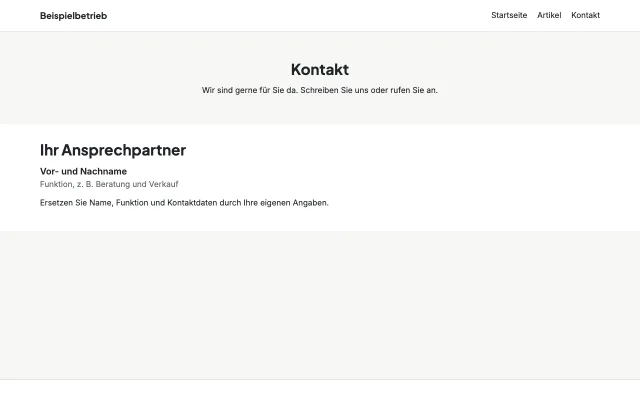 Beispielbetrieb
Startseite Artikel Kontakt
Kontakt
Wir sind gerne für Sie da. Schreiben Sie uns oder rufen Sie an.
Ihr Ansprechpartner
Vor- und Nachname
Funktion, z. B. Beratung und Verkauf
Ersetzen Sie Name, Funktion und Kontaktdaten durch Ihre eigenen Angaben.